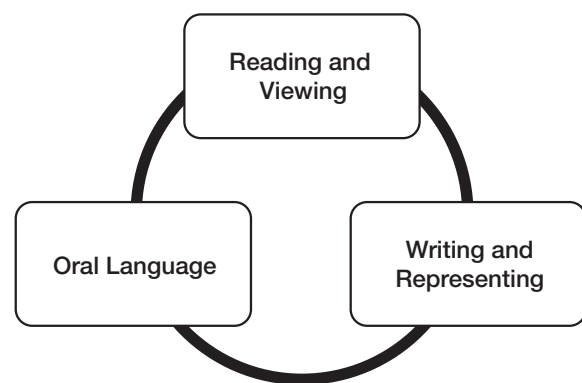 Reading and
Viewing
Oral Language
Writing and
Representing